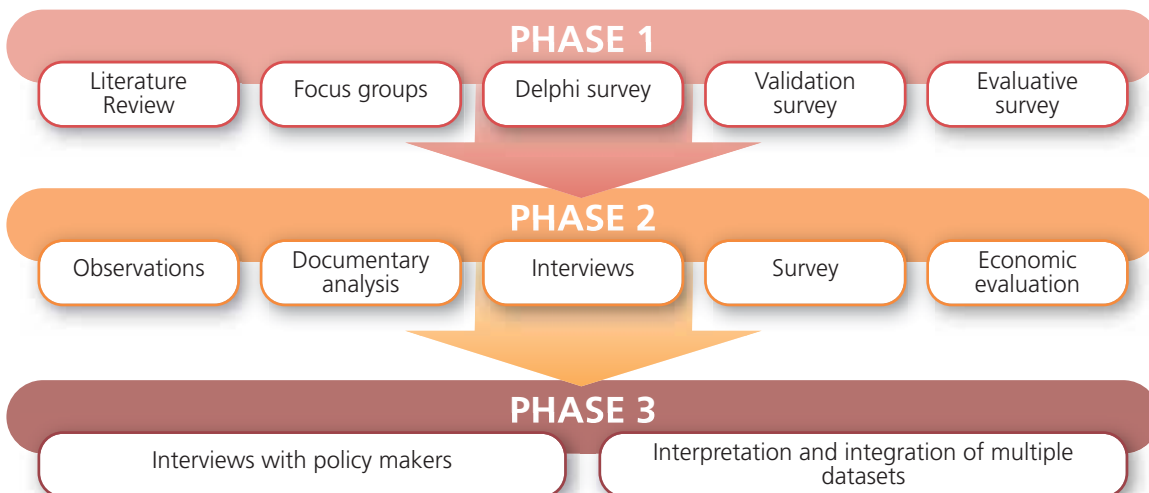 PHASE 1
Literature
Review
Focus groups
Delphi survey
Validation
survey
Evaluative
survey
PHASE 2
Observations
Documentary
analysis
Interviews
Survey
Economic
evaluation
PHASE 3
Interviews with policy makers
Interpretation and integration of multiple
datasets